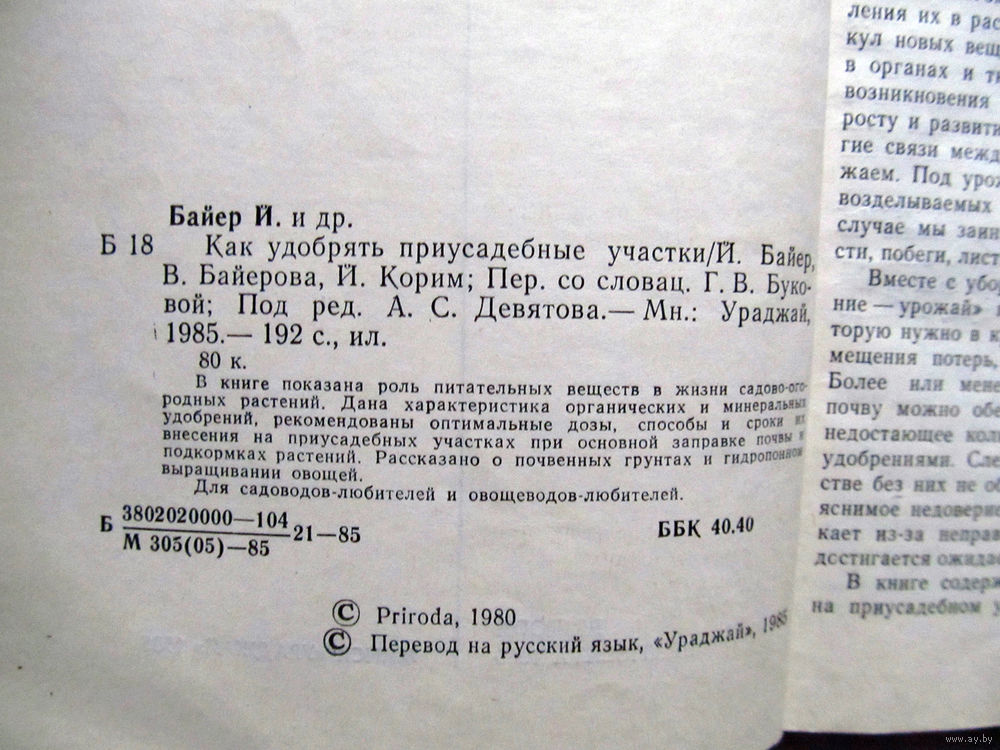 Байер Й. и др.
Б 18 Как удобрять приусадебные участки/Й. Байер,
В. Байерова, Й. Корим; Пер. со словац. Г. В. Буко-
вой; Под ред. А. С. Девятова.— Мн.: Ураджай,
1985.— 192 с., ил.
80 к.
В книге показана роль питательных веществ в жизни садово-ого-
родных растений. Дана характеристика органических и минеральных
удобрений, рекомендованы оптимальные дозы, способы и сроки их
внесения на приусадебных участках при основной заправке почвы и
подкормках растений. Рассказано о почвенных грунтах и гидропонном
выращивании овощей.
Для садоводов-любителей и овощеводов-любителей.
Б 3802020000—104
М 305(05)—85
21—85
ББК 40.40
© Priroda, 1980
© Перевод на русский язык, «Ураджай», 1985
ления их в рас
кул новых вещ
в органах и
возникновения
росту и развити
гие связи межд
жаем. Под урож
возделываемых
случае мы заин
сти, побеги, лист
Вместе с убор
ние — урожай»
торую нужно в к
мещения потерь,
Более или мене
почву можно обе
недостающее кол
удобрениями. Сле
стве без них не об
яснимое недоверие
кает из-за неправ
достигается ожидае
В книге содерж
на приусадебном у
www.ay.by